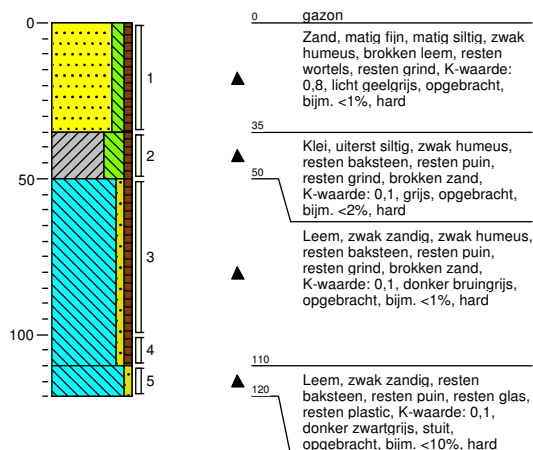 0
gazon
Zand, matig fijn, matig siltig, zwak
humeus, brokken leem, resten
wortels, resten grind, K-waarde:
0,8, licht geelgrijs, opgebracht,
bijm. <1%, hard
35
Klei, uiterst siltig, zwak humeus,
resten baksteen, resten puin,
resten grind, brokken zand,
K-waarde: 0,1, grijs, opgebracht,
bijm. <2%, hard
50
Leem, zwak zandig, zwak humeus,
resten baksteen, resten puin,
resten grind, brokken zand,
K-waarde: 0,1, donker bruingrijs,
opgebracht, bijm. <1%, hard
110
Leem, zwak zandig, resten
baksteen, resten puin, resten glas,
resten plastic, K-waarde: 0,1,
donker zwartgrijs, stuit,
opgebracht, bijm. <10%, hard
120
0
50
100
1
2
3
4
5